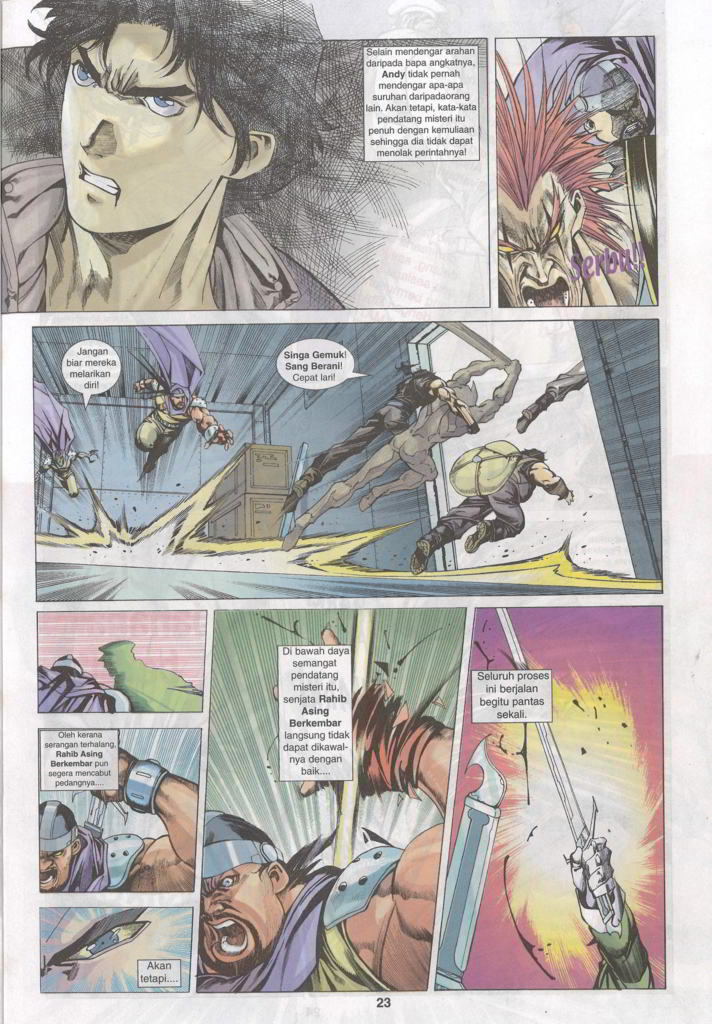 Selain mendengar arahan
daripada bapa angkatnya,
Andy tidak pernah
mendengar apa-apa
suruhan daripadaorang
lain. Akan tetapi, kata-kata
pendatang misteri itu
penuh dengan kemuliaan
sehingga dia tidak dapat
menolak perintahnya!
Serbu!!
Jangan
biar mereka
melarikan
diri!
Singa Gemuk!
Sang Berani!
Cepat lari!
Oleh kerana
serangan terhalang,
Rahib Asing
Berkembar pun
segera mencabut
pedangnya....
Akan
tetapi....
Di bawah daya
semangat
pendatang
misteri itu,
senjata Rahib
Asing
Berkembar
langsung tidak
dapat dikawal-
nya dengan
baik....
Seluruh proses
ini berjalan
begitu pantas
sekali.
23